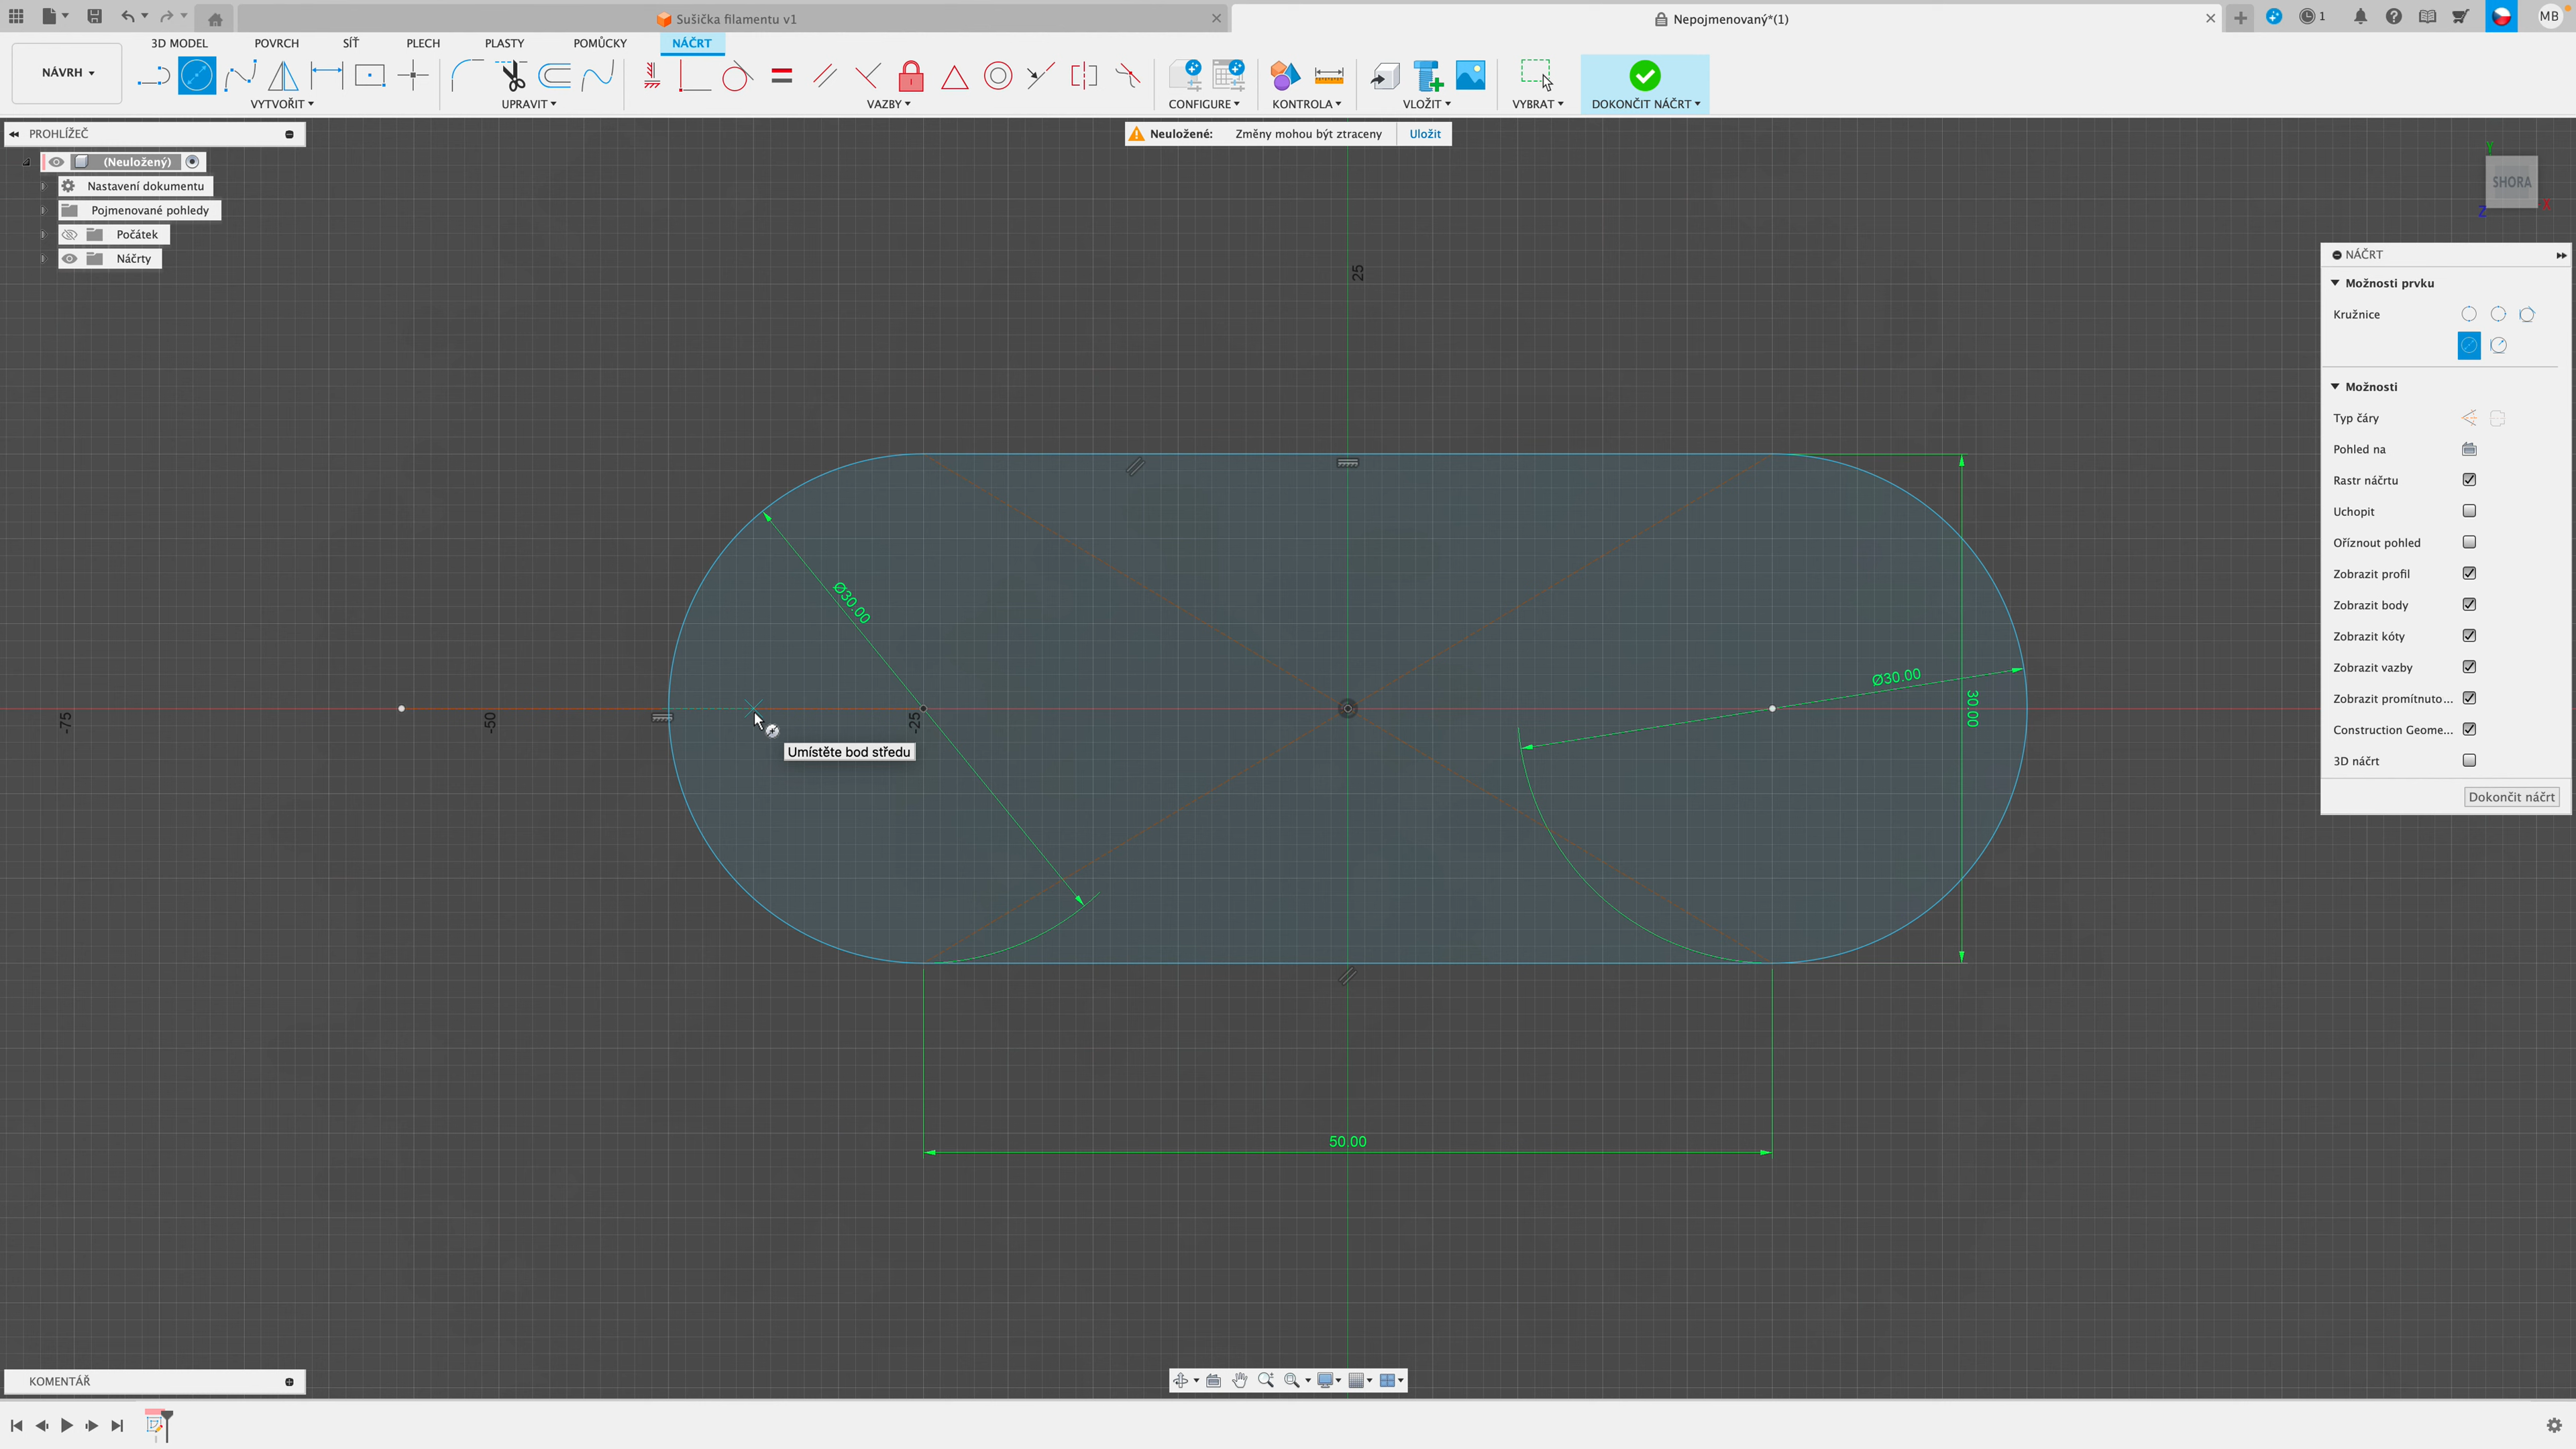 Sušička filamentu v1
Nepojmenovaný*(1)
1
MB
NÁVRH
3D MODEL
POVRCH
SÍŤ
PLECH
PLASTY
POMŮCKY
NÁČRT
VYTVOŘIT
UPRAVIT
VAZBY
CONFIGURE
KONTROLA
VLOŽIT
VYBRAT
DOKONČIT NÁČRT
PROHLÍŽEČ
Neuložené:
Změny mohou být ztraceny
Uložit
(Neuložený)
Nastavení dokumentu
Pojmenované pohledy
Počátek
Náčrty
Y
SHORA
Z
X
25
NÁČRT
Možnosti prvku
Kružnice
Možnosti
Typ čáry
Pohled na
Rastr náčrtu
Uchopit
Oříznout pohled
Zobrazit profil
Zobrazit body
Zobrazit kóty
Zobrazit vazby
Zobrazit promítnuto...
Construction Geome...
3D náčrt
Dokončit náčrt
Ø30.00
Ø30.00
30.00
-75
-50
-25
Umístěte bod středu
50.00
KOMENTÁŘ